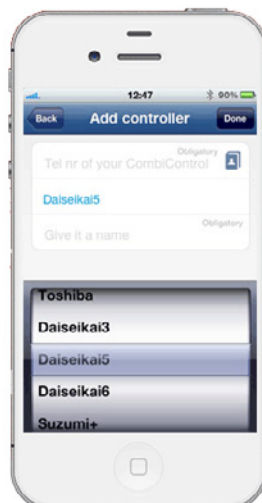 12:47
90%
Back
Add controller
Done
Obligatory
Tel nr of your CombiControl
Daiseikai5
Obligatory
Give it a name
Toshiba
Daiseikai3
Daiseikai5
Daiseikai6
Suzumi+